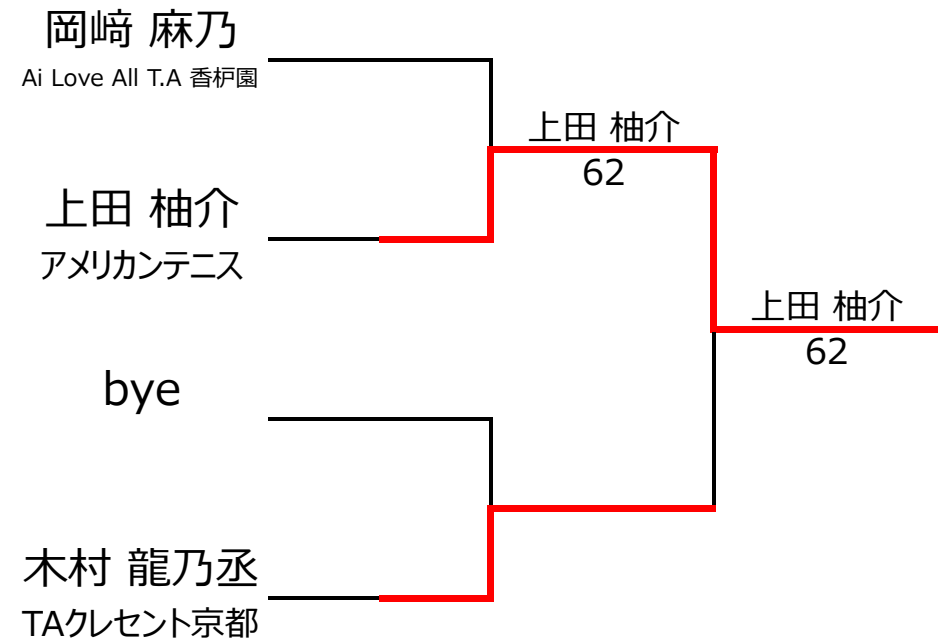 岡﨑 麻乃
Ai Love All T.A 香枦園
上田 柚介
62
上田 柚介
アメリカンテニス
上田 柚介
62
bye
木村 龍乃丞
TAクレセント京都